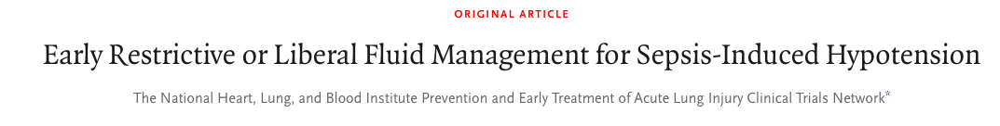 ORIGINAL ARTICLE
Early Restrictive or Liberal Fluid Management for Sepsis-Induced Hypotension
The National Heart, Lung, and Blood Institute Prevention and Early Treatment of Acute Lung Injury Clinical Trials Network*